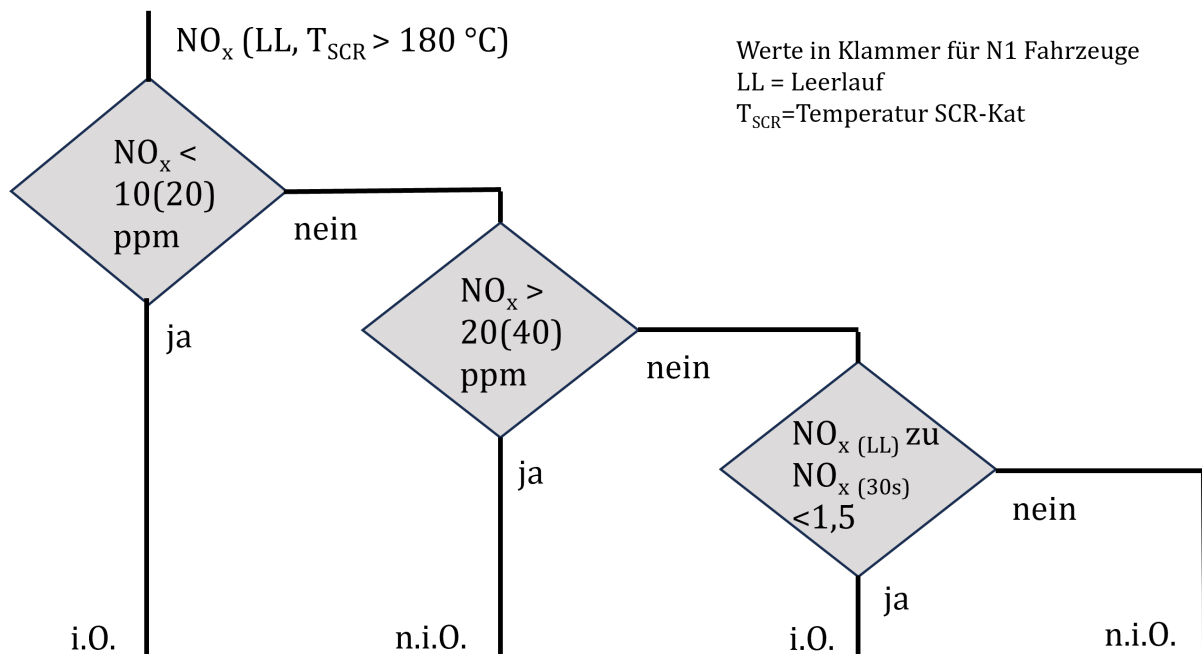 NOx (LL, TSCR > 180 °C)
Werte in Klammer für N1 Fahrzeuge
LL = Leerlauf
TSCR=Temperatur SCR-Kat
NOx <
10(20)
ppm
nein
ja
NOx >
20(40)
ppm
nein
ja
NOx (LL) zu
NOx (30s)
<1,5
nein
ja
i.O.
n.i.O.
i.O.
n.i.O.